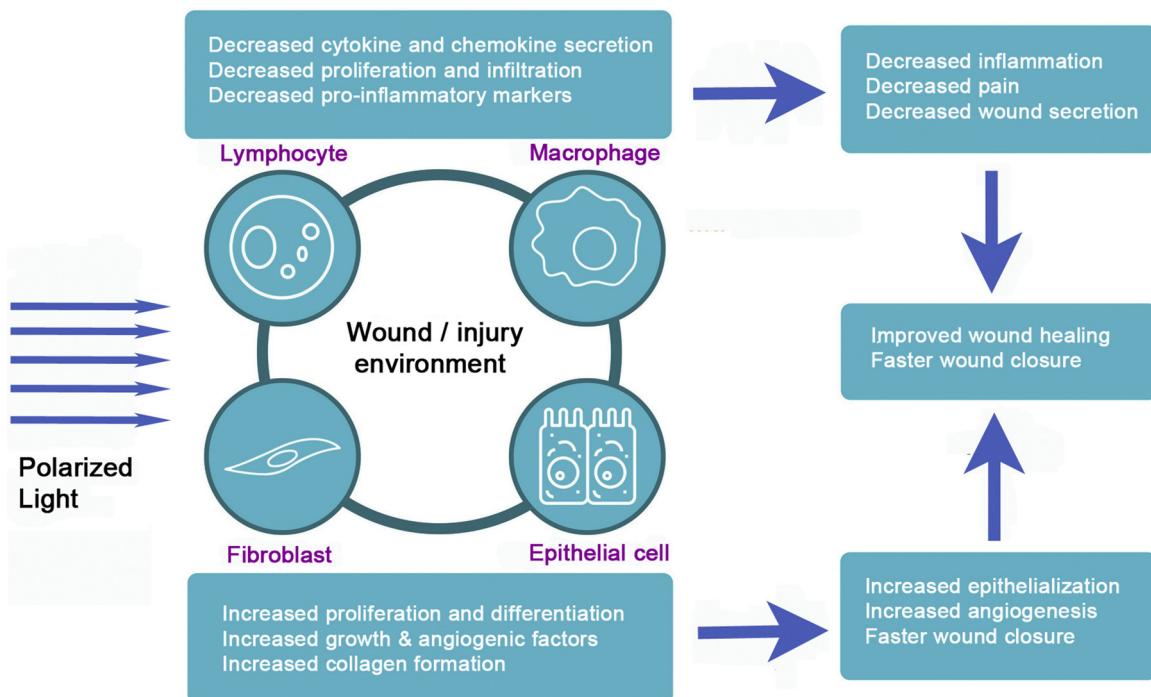 Decreased cytokine and chemokine secretion
Decreased proliferation and infiltration
Decreased pro-inflammatory markers
Decreased inflammation
Decreased pain
Decreased wound secretion
Lymphocyte
Macrophage
Wound / injury
environment
Improved wound healing
Faster wound closure
Polarized
Light
Fibroblast
Epithelial cell
Increased proliferation and differentiation
Increased growth & angiogenic factors
Increased collagen formation
Increased epithelialization
Increased angiogenesis
Faster wound closure